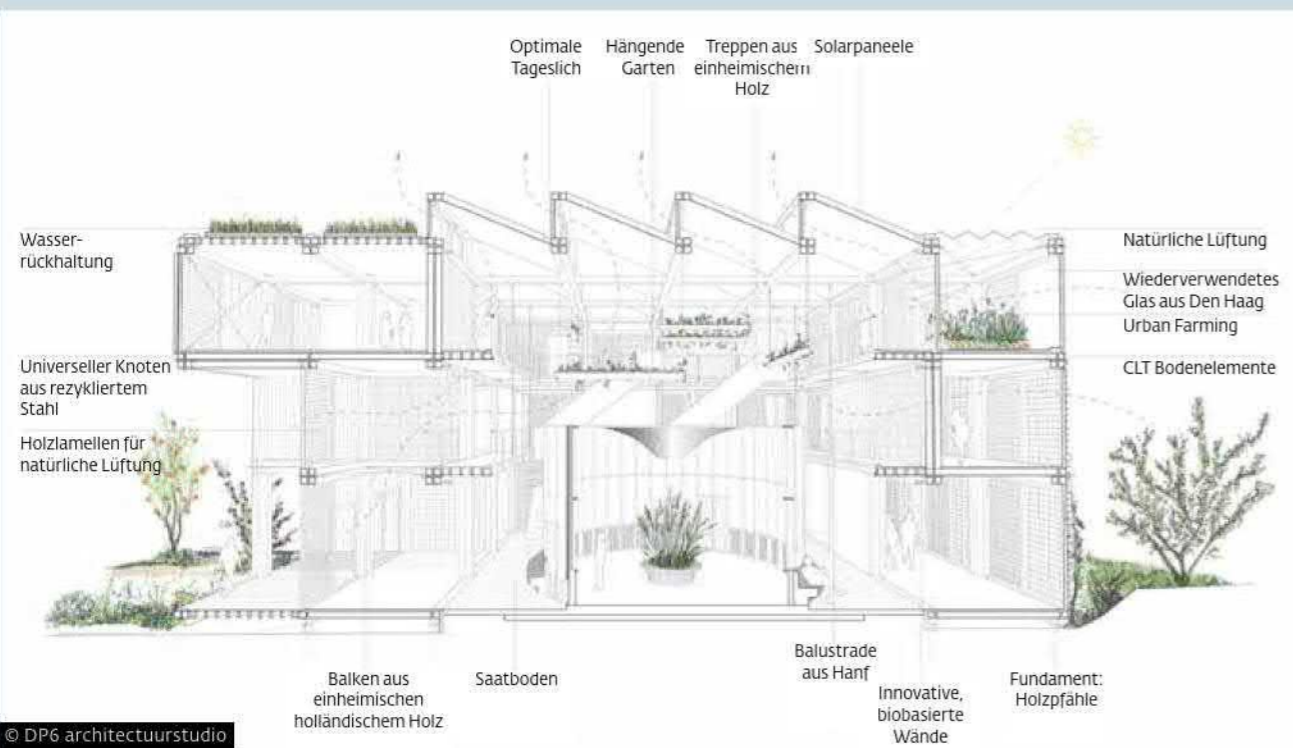 Optimale
Tageslich
Hängende
Garten
Treppen aus
einheimischem
Holz
Solarpaneele
Wasser-
rückhaltung
Universeller Knoten
aus rezykliertem
Stahl
Holzlamellen für
natürliche Lüftung
Natürliche Lüftung
Wiederverwendetes
Glas aus Den Haag
Urban Farming
CLT Bodenelemente
Balken aus
einheimischen
holländischem Holz
Saatboden
Balustrade
aus Hanf
Innovative,
biobasierte
Wände
Fundament:
Holzpfähle
© DP6 architectuurstudio